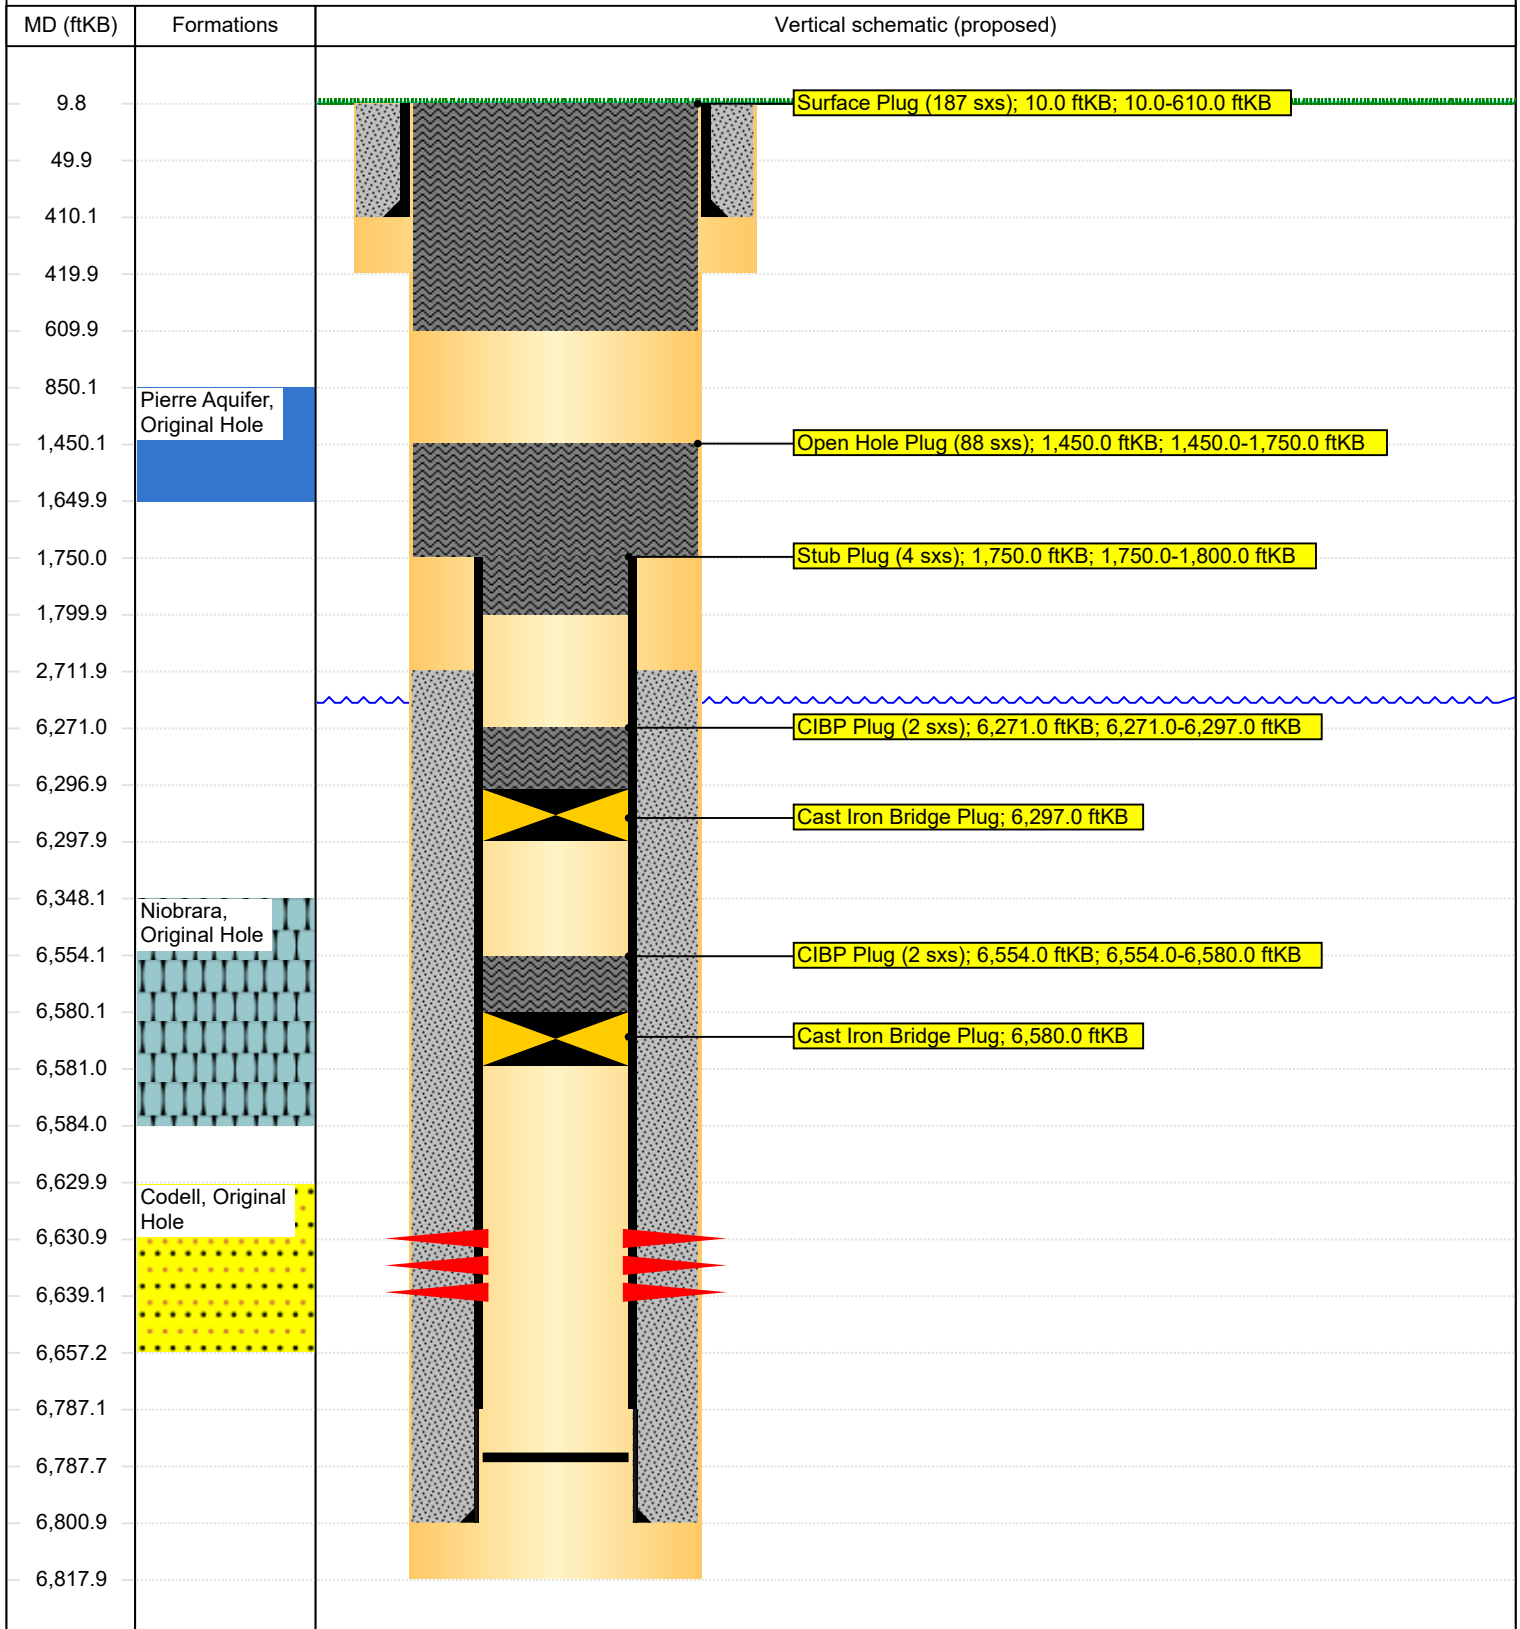 MD (ftKB)
Formations
Vertical schematic (proposed)
9.8
Surface Plug (187 sxs); 10.0 ftKB; 10.0-610.0 ftKB
49.9
410.1
419.9
609.9
850.1
Pierre Aquifer,
Original Hole
1,450.1
Open Hole Plug (88 sxs); 1,450.0 ftKB; 1,450.0-1,750.0 ftKB
1,649.9
1,750.0
Stub Plug (4 sxs); 1,750.0 ftKB; 1,750.0-1,800.0 ftKB
1,799.9
2,711.9
6,271.0
CIBP Plug (2 sxs); 6,271.0 ftKB; 6,271.0-6,297.0 ftKB
6,296.9
Cast Iron Bridge Plug; 6,297.0 ftKB
6,297.9
6,348.1
Niobrara,
Original Hole
6,554.1
CIBP Plug (2 sxs); 6,554.0 ftKB; 6,554.0-6,580.0 ftKB
6,580.1
Cast Iron Bridge Plug; 6,580.0 ftKB
6,581.0
6,584.0
6,629.9
Codell, Original
Hole
6,630.9
6,639.1
6,657.2
6,787.1
6,787.7
6,800.9
6,817.9